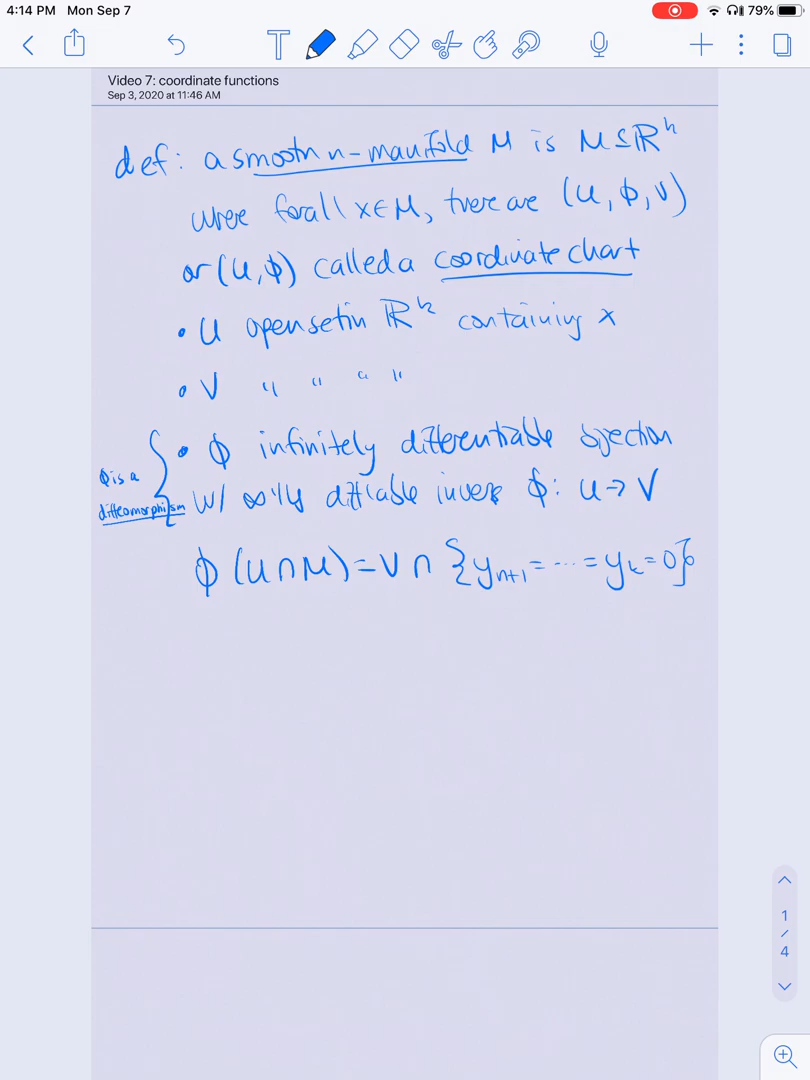 4:14 PM Mon Sep 7
79%
Video 7: coordinate functions
Sep 3, 2020 at 11:46 AM
def: a smooth n-manifold M is M ⊆ ℝᵏ
where for all x ∈ M, there are (U, ϕ, V)
or (U, ϕ) called a coordinate chart
• U open set in ℝᵏ containing x
• V " " " "
• ϕ infinitely differentiable bijection
w/ ∞'ly diff'able inverse ϕ: U → V
ϕ is a
diffeomorphism
ϕ (U ∩ M) = V ∩ {yₙ₊₁ = ... = yₖ = 0}
1
/
4